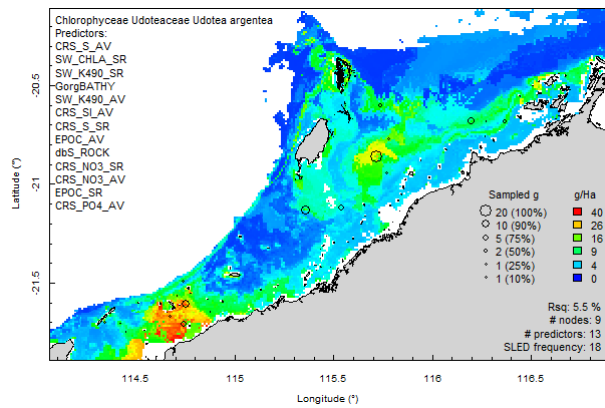 Chlorophyceae Udoteaceae Udotea argentea
Predictors:
CRS_S_AV
SW_CHLA_SR
SW_K490_SR
GorgBATHY
SW_K490_AV
CRS_SI_AV
CRS_S_SR
EPOC_AV
dbS_ROCK
CRS_NO3_SR
CRS_NO3_AV
EPOC_SR
CRS_PO4_AV
-20.5
-21
-21.5
Latitude (°)
Sampled g g/Ha
20 (100%) 40
10 (90%) 26
5 (75%) 16
2 (50%) 9
1 (25%) 4
1 (10%) 0
Rsq: 5.5 %
# nodes: 9
# predictors: 13
SLED frequency: 18
114.5 115 115.5 116 116.5
Longitude (°)